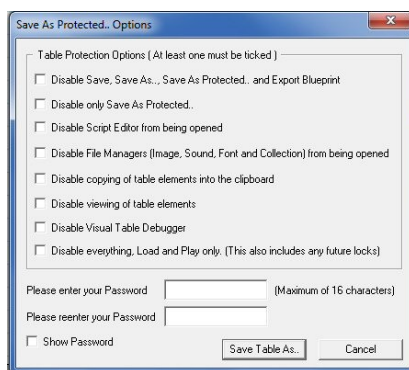 Save As Protected.. Options
Table Protection Options ( At least one must be ticked )
Disable Save, Save As.., Save As Protected.. and Export Blueprint
Disable only Save As Protected..
Disable Script Editor from being opened
Disable File Managers (Image, Sound, Font and Collection) from being opened
Disable copying of table elements into the clipboard
Disable viewing of table elements
Disable Visual Table Debugger
Disable everything, Load and Play only. (This also includes any future locks)
Please enter your Password (Maximum of 16 characters)
Please reenter your Password
Show Password
Save Table As.. Cancel